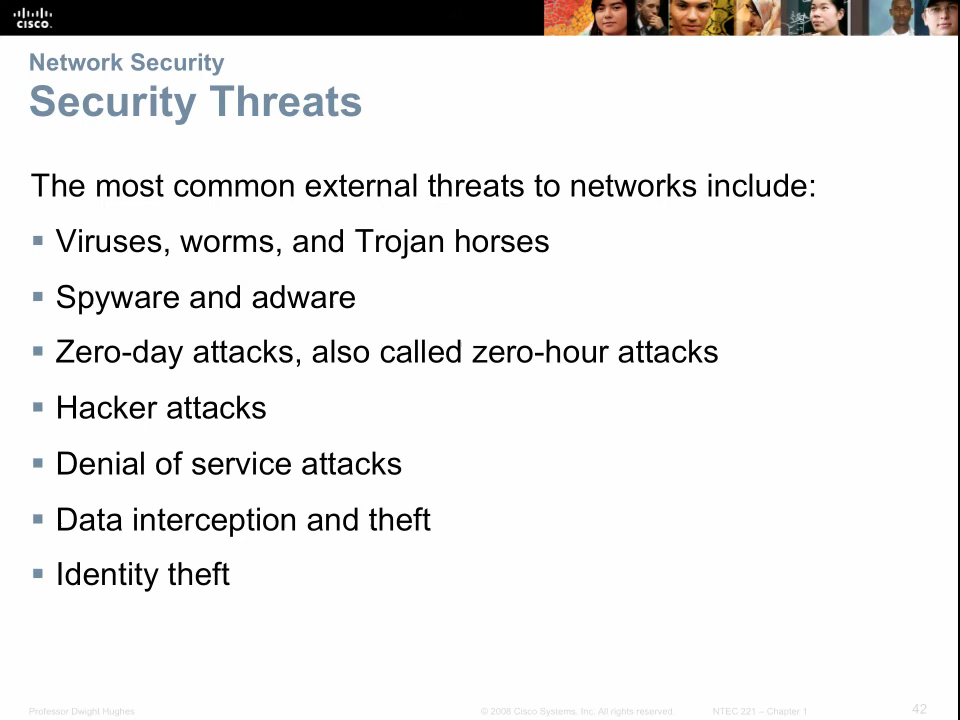 CISCO.
Network Security
Security Threats
The most common external threats to networks include:
▪ Viruses, worms, and Trojan horses
▪ Spyware and adware
▪ Zero-day attacks, also called zero-hour attacks
▪ Hacker attacks
▪ Denial of service attacks
▪ Data interception and theft
▪ Identity theft
Professor Dwight Hughes © 2008 Cisco Systems, Inc. All rights reserved. NTEC 221 – Chapter 1 42